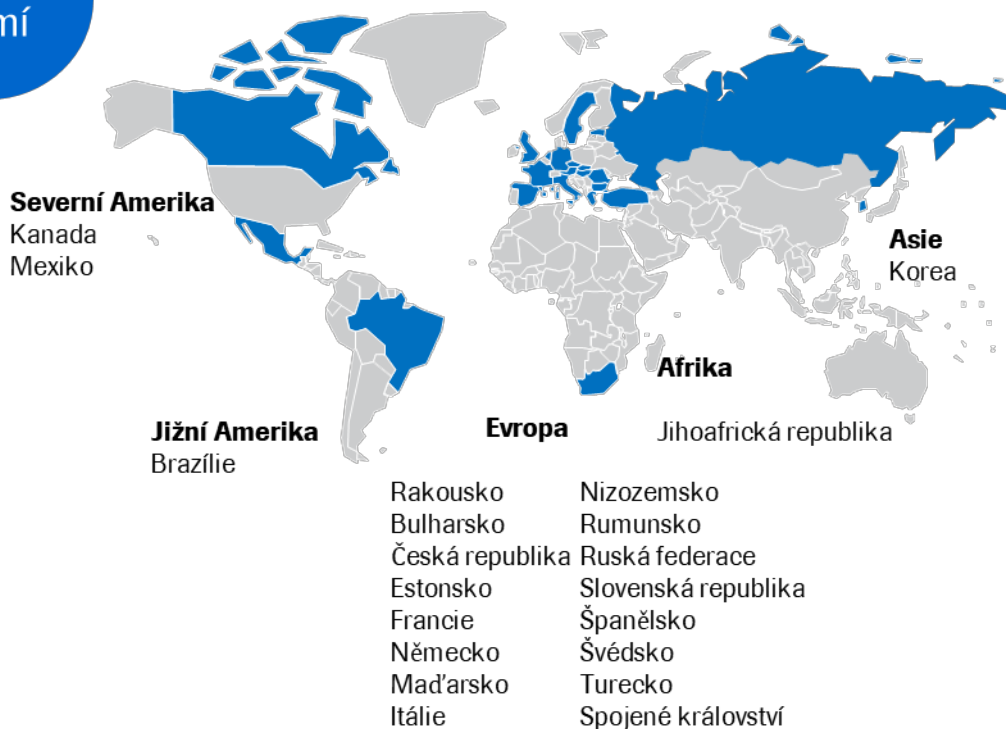 mí
Severní Amerika
Kanada
Mexiko
Asie
Korea
Afrika
Jihoafrická republika
Jižní Amerika
Brazílie
Evropa
Rakousko
Bulharsko
Česká republika
Estonsko
Francie
Německo
Maďarsko
Itálie
Nizozemsko
Rumunsko
Ruská federace
Slovenská republika
Španělsko
Švédsko
Turecko
Spojené království